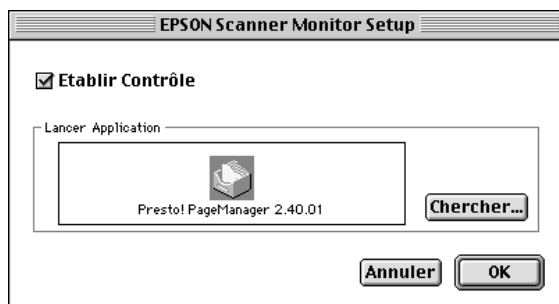 EPSON Scanner Monitor Setup
Etablir Contrôle
Lancer Application
Presto! PageManager 2.40.01
Chercher...
Annuler
OK